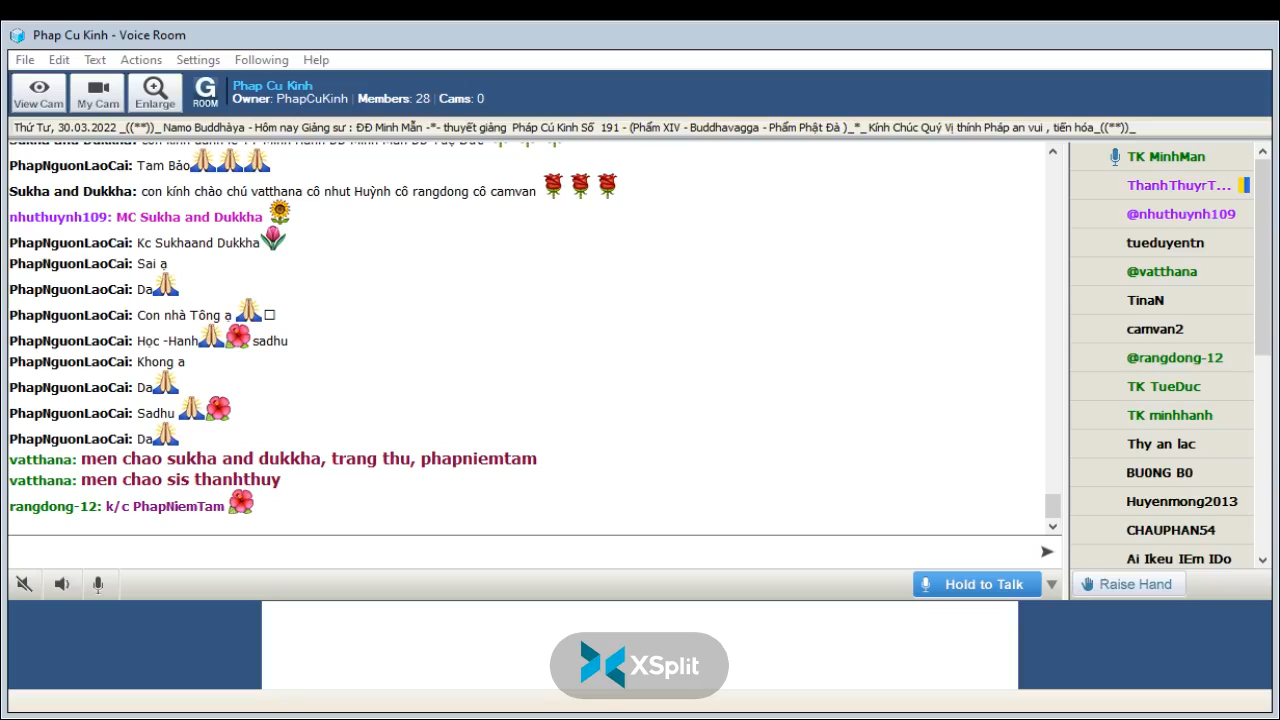 Phap Cu Kinh - Voice Room
File Edit Text Actions Settings Following Help
View Cam My Cam Enlarge G ROOM
Phap Cu Kinh
Owner: PhapCuKinh | Members: 28 | Cams: 0
Thứ Tư, 30.03.2022 _((**))_ Namo Buddhàya - Hôm nay Giảng sư : ĐĐ Minh Mẫn -*- thuyết giảng Pháp Cú Kinh Số 191 - (Phẩm XIV - Buddhavagga - Phẩm Phật Đà )_*_ Kính Chúc Quý Vị thính Pháp an vui , tiến hóa_((**))_
Sukha and Dukkha:
PhapNguonLaoCai: Tam Bảo
Sukha and Dukkha: con kính chào chú vatthana cô nhut Huỳnh cô rangdong cô camvan
nhuthuynh109: MC Sukha and Dukkha
PhapNguonLaoCai: Kc Sukhaand Dukkha
PhapNguonLaoCai: Sai ạ
PhapNguonLaoCai: Da
PhapNguonLaoCai: Con nhà Tông ạ
PhapNguonLaoCai: Học -Hanh sadhu
PhapNguonLaoCai: Khong a
PhapNguonLaoCai: Da
PhapNguonLaoCai: Sadhu
PhapNguonLaoCai: Da
vatthana: men chao sukha and dukkha, trang thu, phapniemtam
vatthana: men chao sis thanhthuy
rangdong-12: k/c PhapNiemTam
Hold to Talk
TK MinhMan
ThanhThuyrT...
@nhuthuynh109
tueduyentn
@vatthana
TinaN
camvan2
@rangdong-12
TK TueDuc
TK minhhanh
Thy an lac
BU0NG B0
Huyenmong2013
CHAUPHAN54
Ai Ikeu IEm IDo
Raise Hand
XSplit